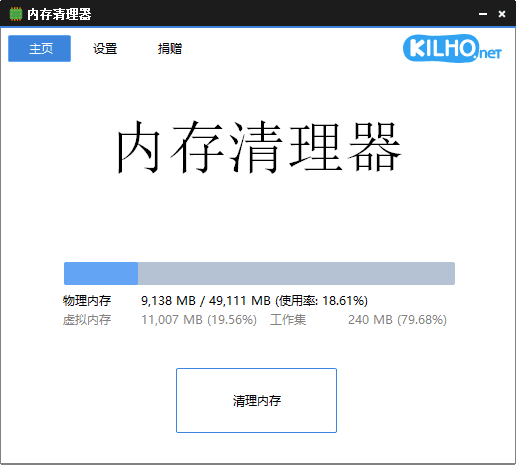 内存清理器
主页 设置 捐赠 KILHO.net
内存清理器
物理内存 9,138 MB / 49,111 MB (使用率: 18.61%)
虚拟内存 11,007 MB (19.56%) 工作集 240 MB (79.68%)
清理内存